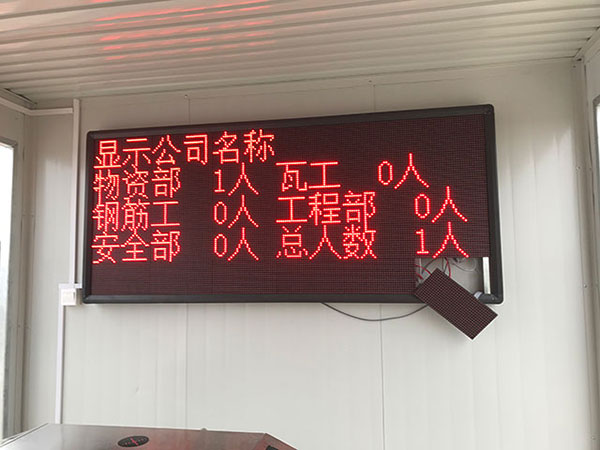 显示公司名称
物资部 1人 瓦工 0人
钢筋工 0人 工程部 0人
安全部 0人 总人数 1人